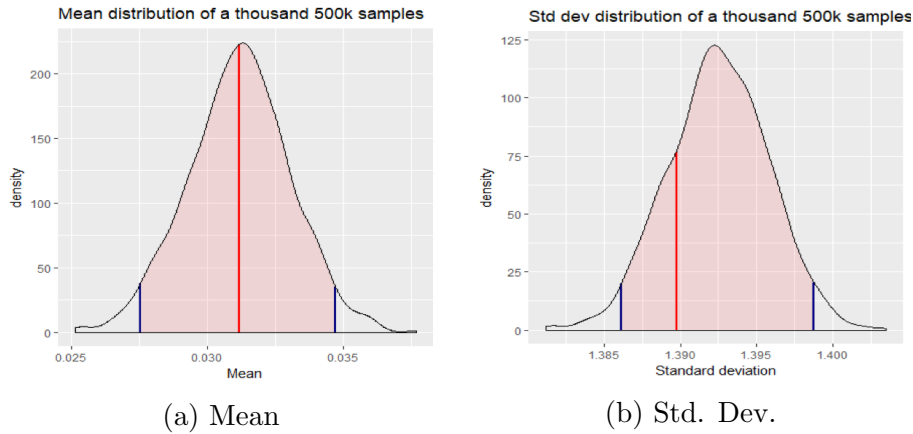 Mean distribution of a thousand 500k samples
200
150
100
50
0
density
0.025
0.030
0.035
Mean
(a) Mean
Std dev distribution of a thousand 500k samples
125
100
75
50
25
0
density
1.385
1.390
1.395
1.400
Standard deviation
(b) Std. Dev.